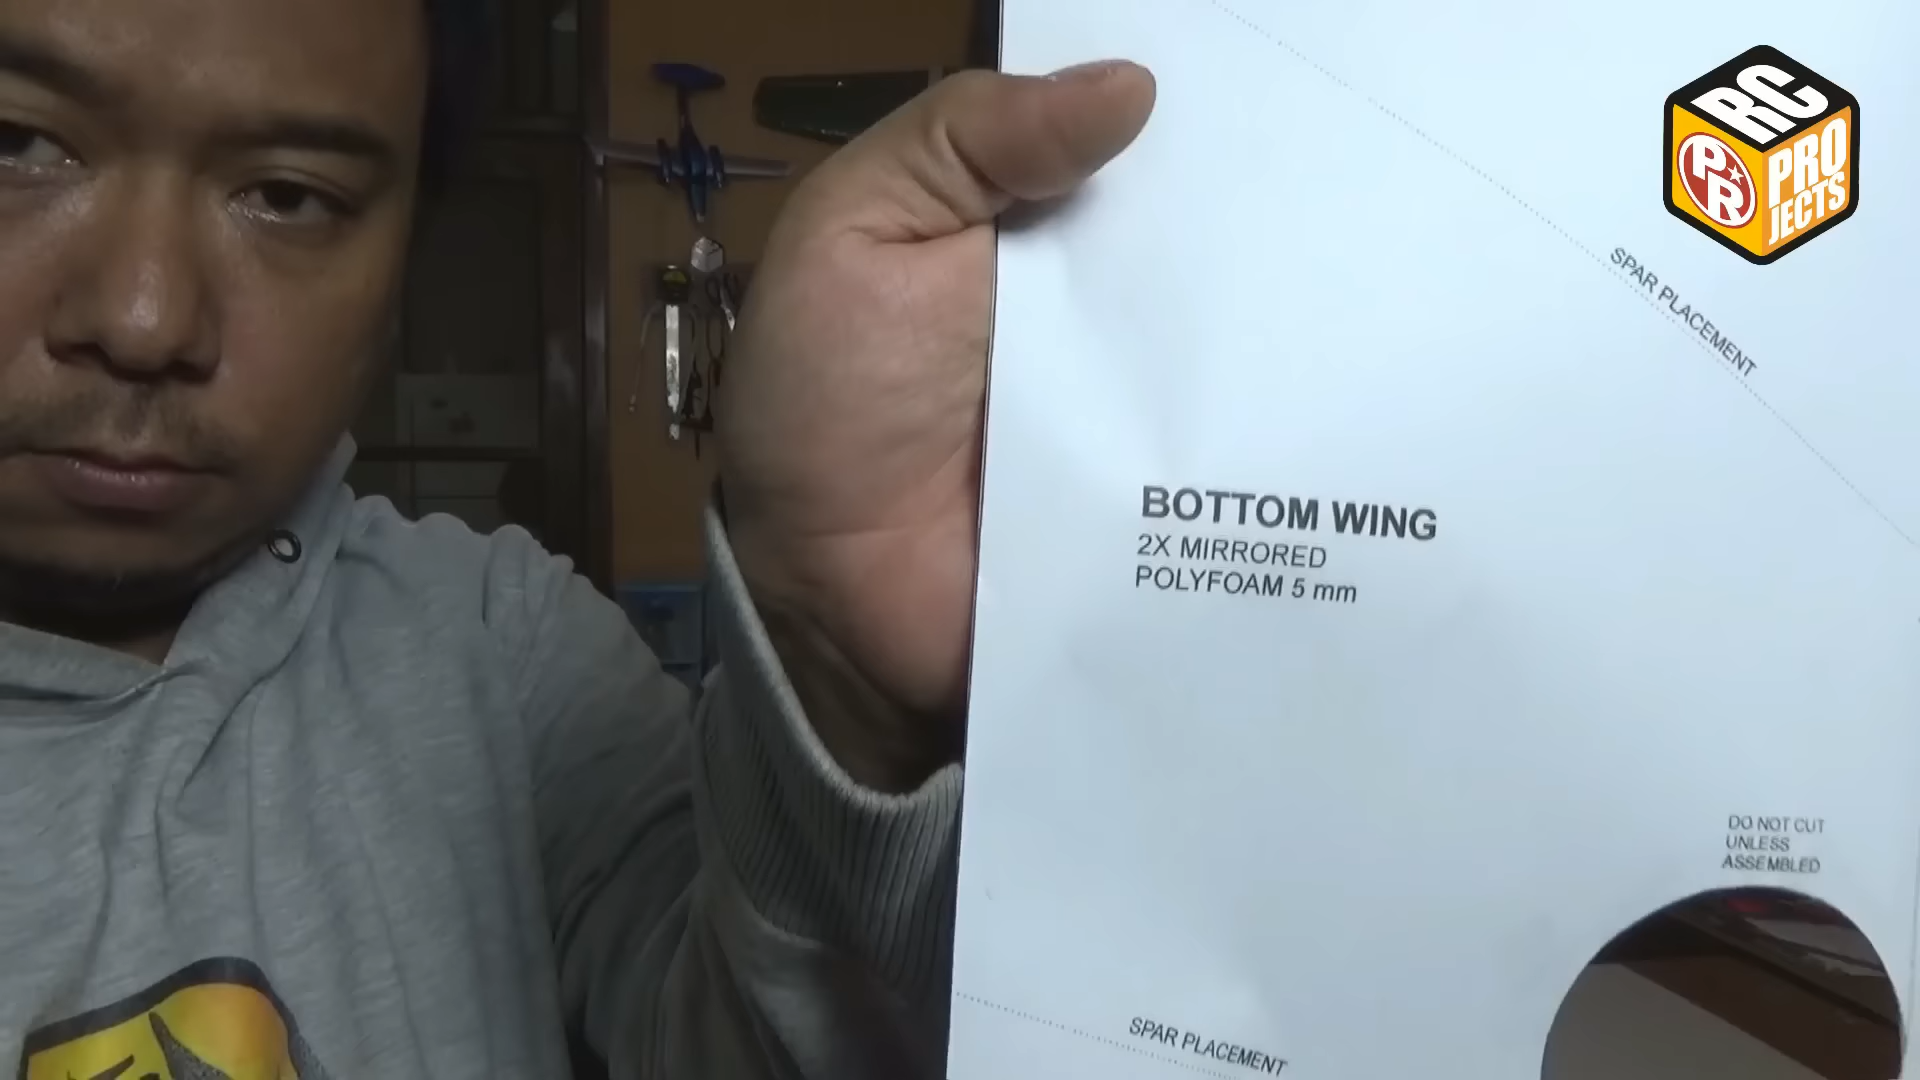 RC
PR
PRO
JECTS
SPAR PLACEMENT
BOTTOM WING
2X MIRRORED
POLYFOAM 5 mm
DO NOT CUT
UNLESS
ASSEMBLED
SPAR PLACEMENT